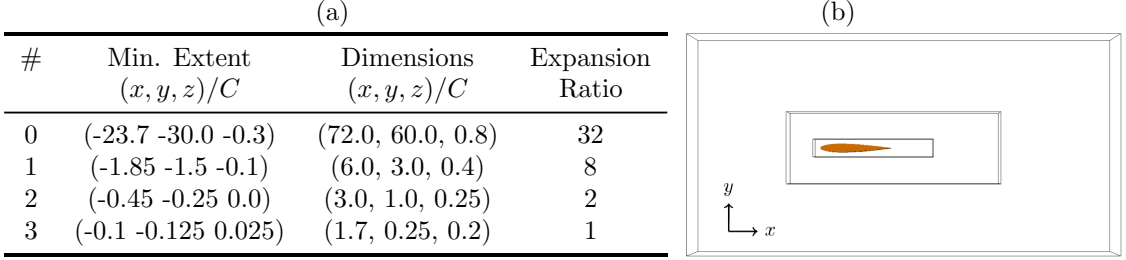 (a) (b)
# Min. Extent Dimensions Expansion
(x, y, z)/C (x, y, z)/C Ratio
0 (-23.7 -30.0 -0.3) (72.0, 60.0, 0.8) 32
1 (-1.85 -1.5 -0.1) (6.0, 3.0, 0.4) 8
2 (-0.45 -0.25 0.0) (3.0, 1.0, 0.25) 2
3 (-0.1 -0.125 0.025) (1.7, 0.25, 0.2) 1
y
x